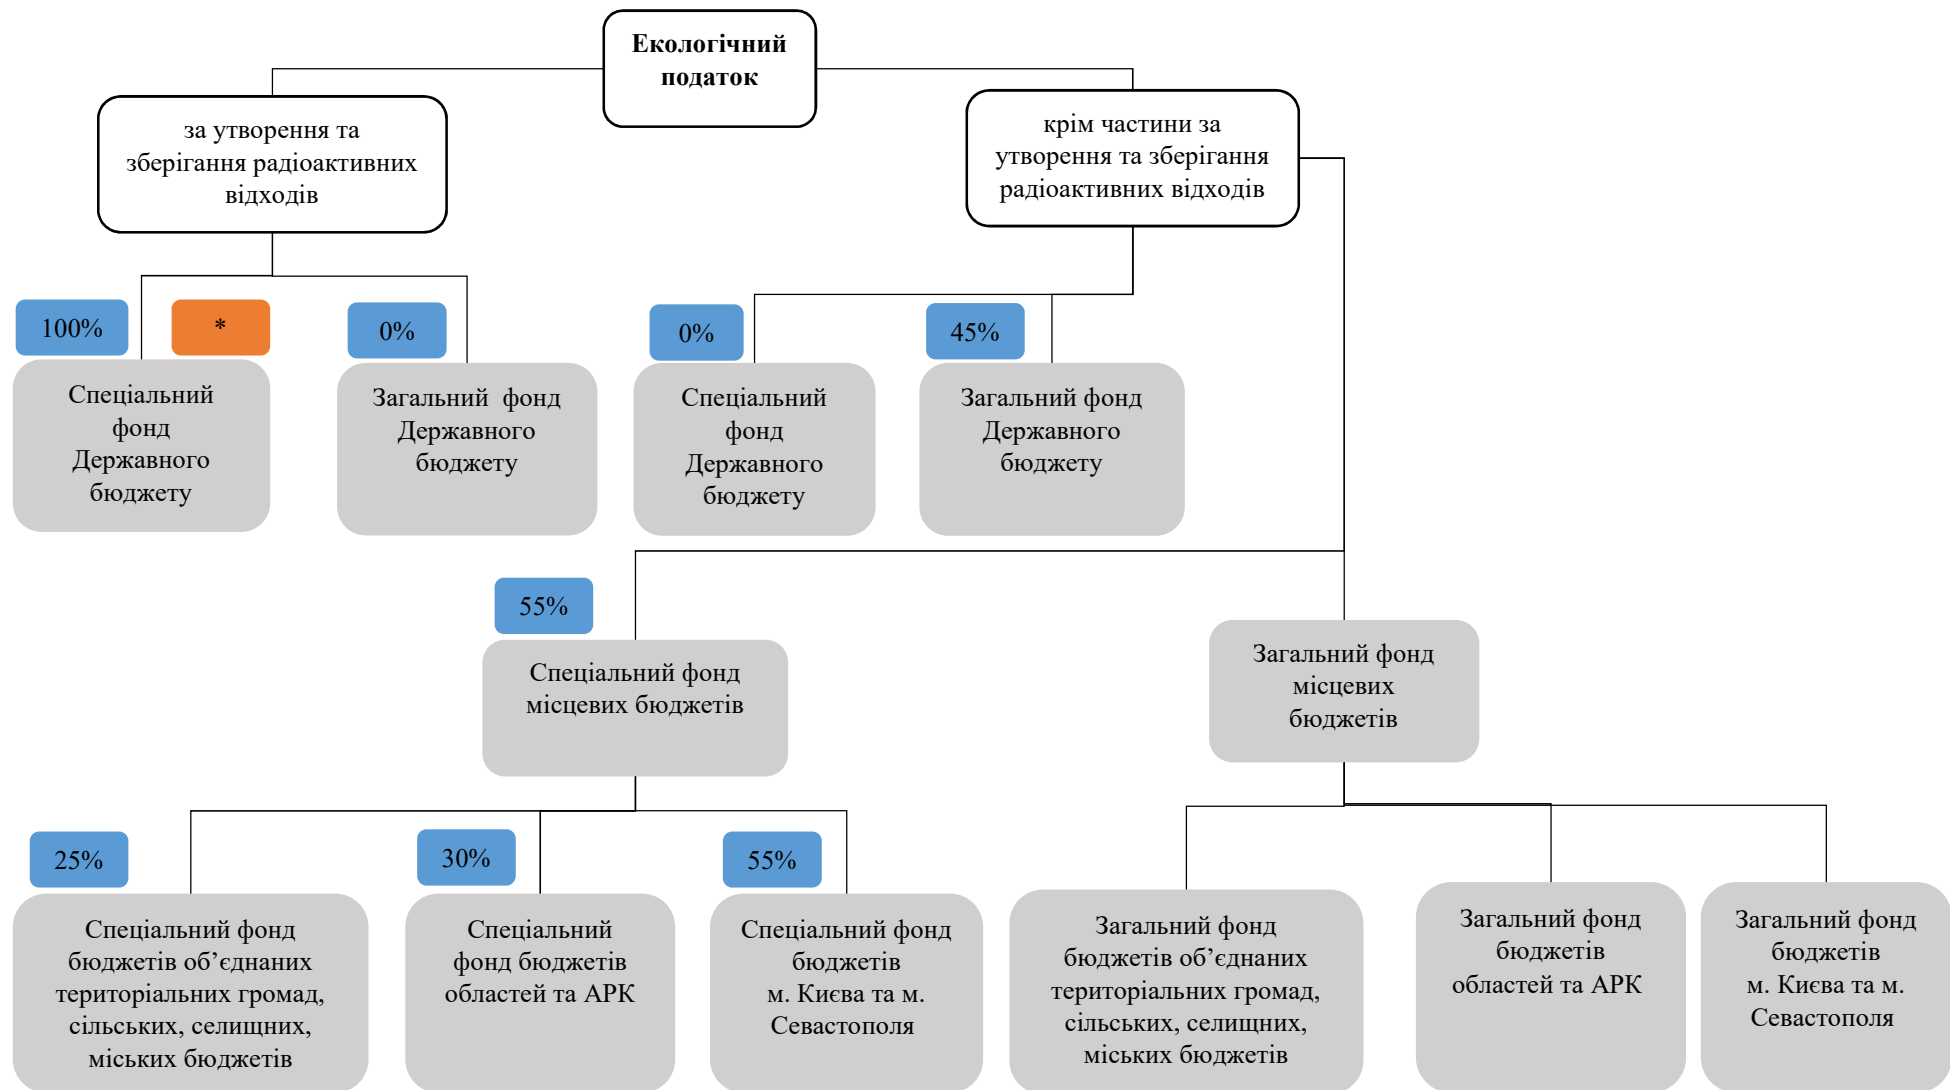 Екологічний
податок
за утворення та
зберігання радіоактивних
відходів
крім частини за
утворення та зберігання
радіоактивних відходів
100%
*
0%
0%
45%
Спеціальний
фонд
Державного
бюджету
Загальний фонд
Державного
бюджету
Спеціальний
фонд
Державного
бюджету
Загальний фонд
Державного
бюджету
55%
Спеціальний фонд
місцевих бюджетів
Загальний фонд
місцевих
бюджетів
25%
30%
55%
Спеціальний фонд
бюджетів об’єднаних
територіальних громад,
сільських, селищних,
міських бюджетів
Спеціальний
фонд бюджетів
областей та АРК
Спеціальний фонд
бюджетів
м. Києва та м.
Севастополя
Загальний фонд
бюджетів об’єднаних
територіальних громад,
сільських, селищних,
міських бюджетів
Загальний фонд
бюджетів
областей та АРК
Загальний фонд
бюджетів
м. Києва та м.
Севастополя